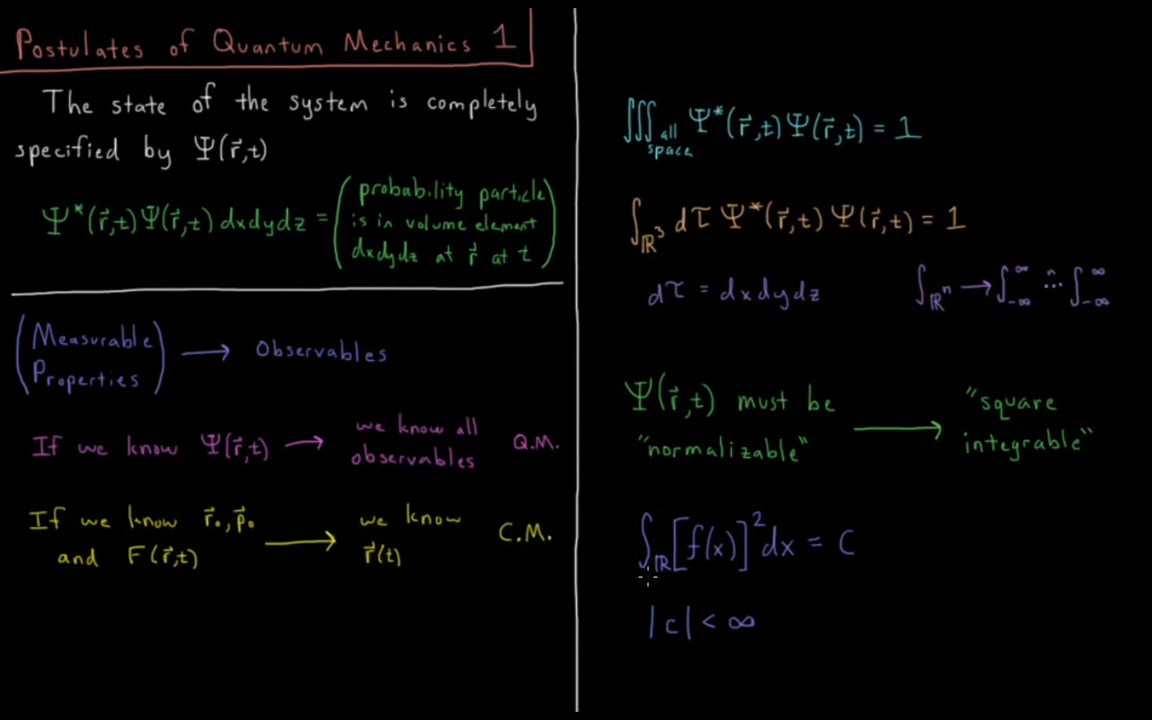 Postulates of Quantum Mechanics 1
The state of the system is completely
specified by Ψ(r⃗,t)
Ψ*(r⃗,t)Ψ(r⃗,t) dxdydz = (probability particle
is in volume element
dxdydz at r⃗ at t)
(Measurable
Properties) → Observables
If we know Ψ(r⃗,t) → we know all
observables Q.M.
If we know r⃗₀, p⃗₀
and F(r⃗,t) → we know
r⃗(t) C.M.
∭ all
space Ψ*(r⃗,t)Ψ(r⃗,t) = 1
∫ℝ³ dτ Ψ*(r⃗,t) Ψ(r⃗,t) = 1
dτ = dxdydz
∫ℝⁿ → ∫₋∞^∞ ⋯ⁿ ∫₋∞^∞
Ψ(r⃗,t) must be
"normalizable" → "square
integrable"
∫ℝ [f(x)]² dx = C
|c| < ∞